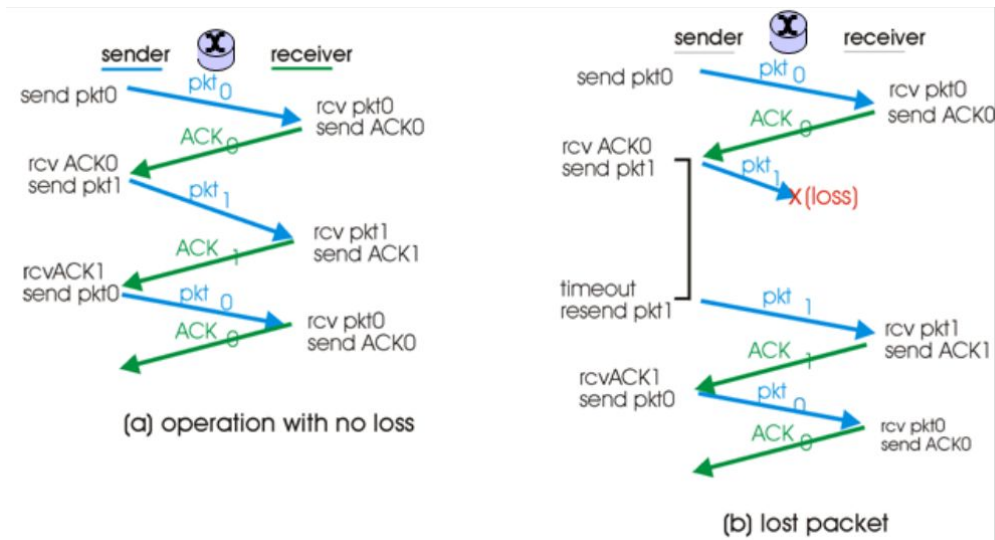 sender
receiver
send pkt0
pkt 0
rcv pkt0
send ACK0
ACK 0
rcv ACK0
send pkt1
pkt 1
rcv pkt1
send ACK1
ACK 1
rcvACK1
send pkt0
pkt 0
rcv pkt0
send ACK0
ACK 0
(a) operation with no loss
sender
receiver
send pkt0
pkt 0
rcv pkt0
send ACK0
ACK 0
rcv ACK0
send pkt1
pkt 1
X (loss)
timeout
resend pkt1
pkt 1
rcv pkt1
send ACK1
ACK 1
rcvACK1
send pkt0
pkt 0
rcv pkt0
send ACK0
ACK 0
(b) lost packet